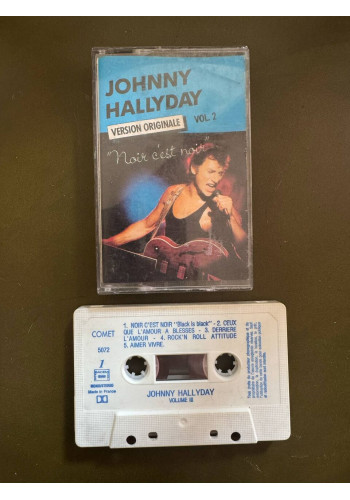 JOHNNY
HALLYDAY
VERSION ORIGINALE VOL. 2
"Noir c'est noir"
COMET
5072
1
1. NOIR C'EST NOIR "Black is black" - 2. CEUX
QUE L'AMOUR A BLESSES - 3. DERRIERE
L'AMOUR - 4. ROCK'N ROLL ATTITUDE
5. AIMER VIVRE.
Made in France
JOHNNY HALLYDAY
VOLUME III